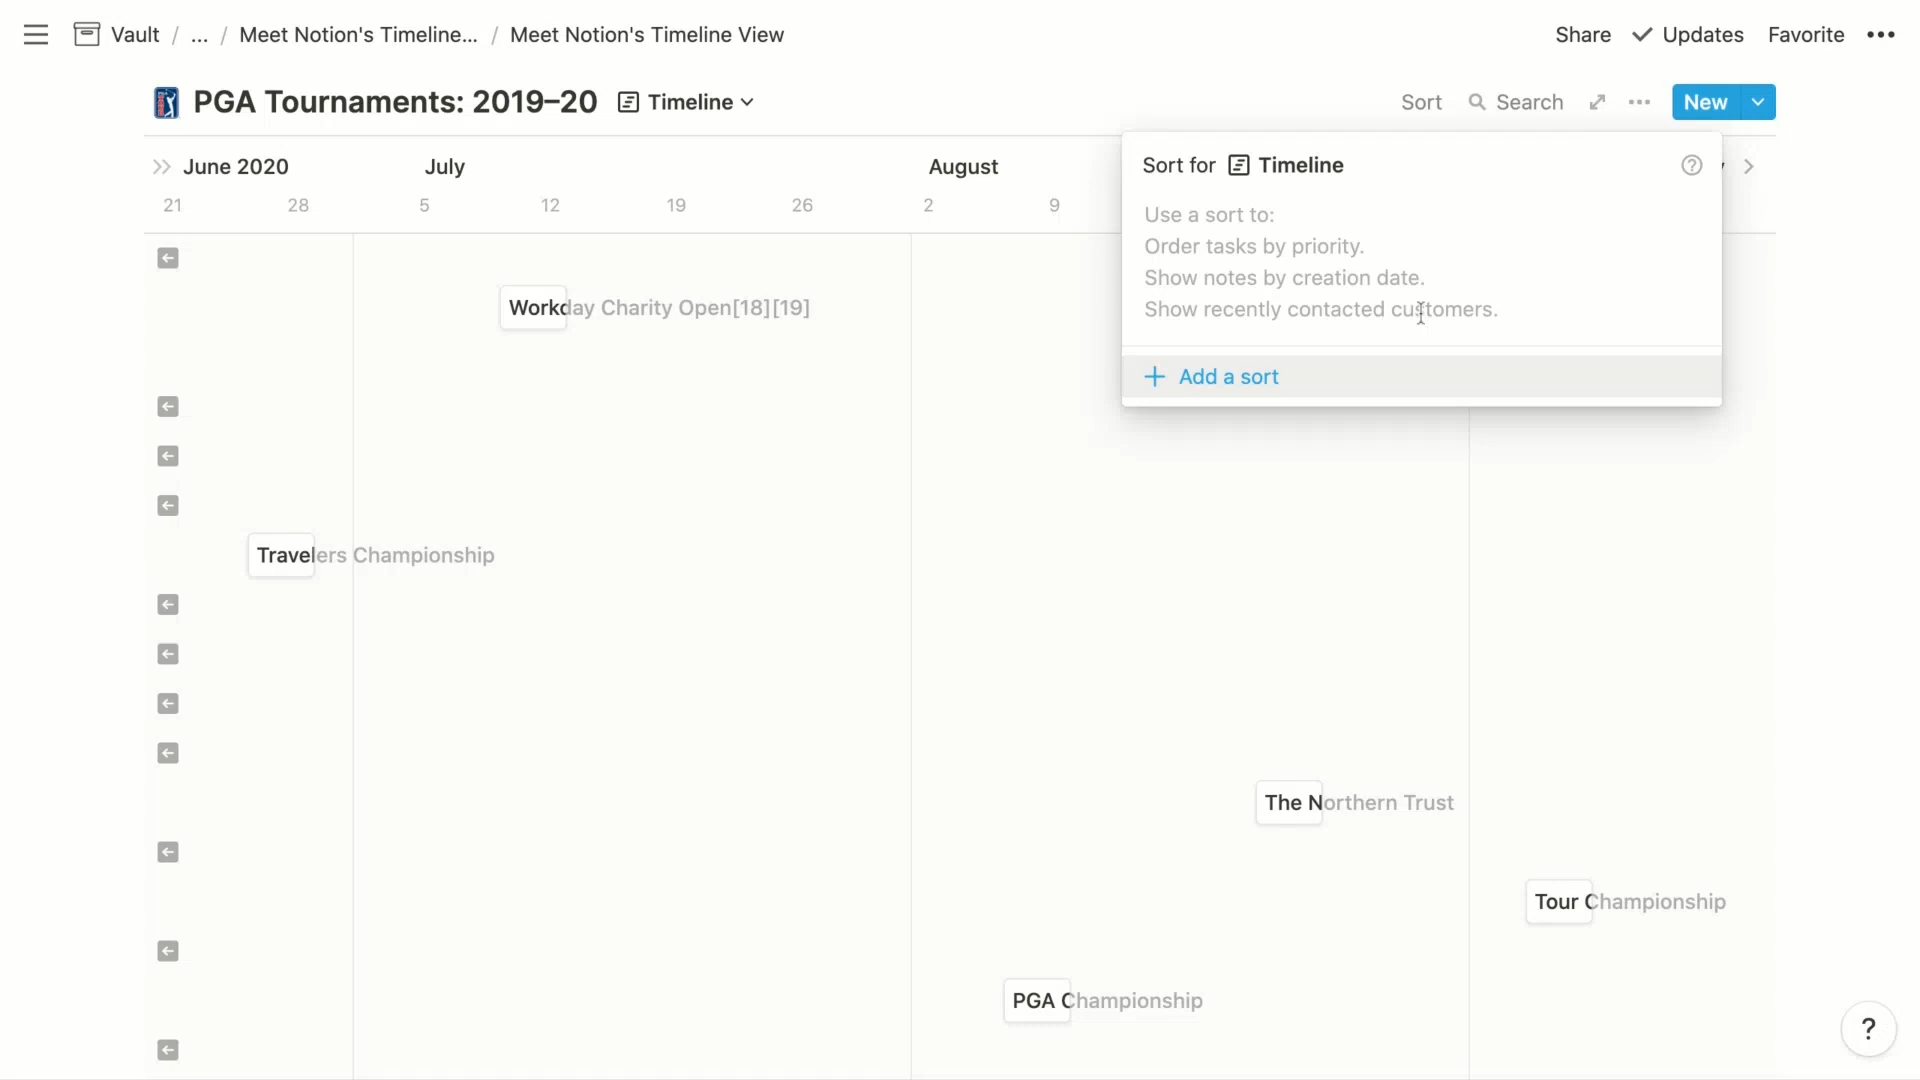 Vault / ... / Meet Notion's Timeline... / Meet Notion's Timeline View
Share Updates Favorite
PGA Tournaments: 2019–20 Timeline
Sort Search New
June 2020 July August
21 28 5 12 19 26 2 9
Sort for Timeline
Use a sort to:
Order tasks by priority.
Show notes by creation date.
Show recently contacted customers.
Add a sort
Workday Charity Open[18][19]
Travelers Championship
The Northern Trust
Tour Championship
PGA Championship
?